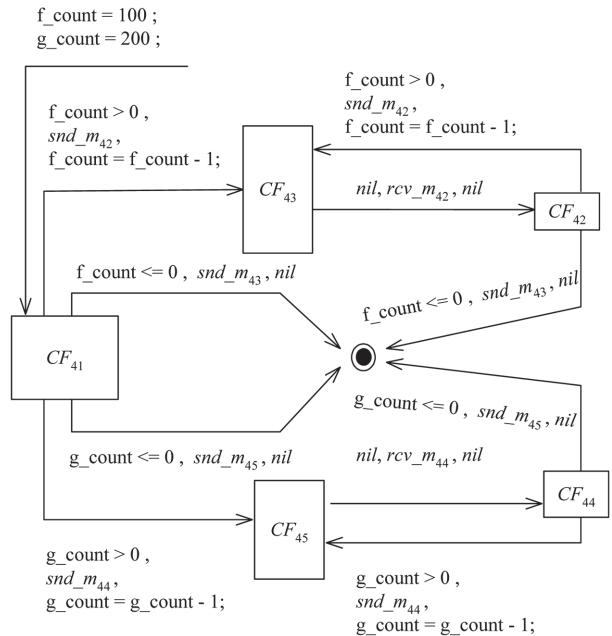 f_count = 100 ;
g_count = 200 ;
f_count > 0 ,
snd_m42,
f_count = f_count - 1;
f_count > 0 ,
snd_m42,
f_count = f_count - 1;
CF43
nil, rcv_m42, nil
CF42
f_count <= 0 , snd_m43, nil
f_count <= 0 , snd_m43, nil
CF41
g_count <= 0 , snd_m45, nil
g_count <= 0 , snd_m45, nil
nil, rcv_m44, nil
CF45
CF44
g_count > 0 ,
snd_m44,
g_count = g_count - 1;
g_count > 0 ,
snd_m44,
g_count = g_count - 1;